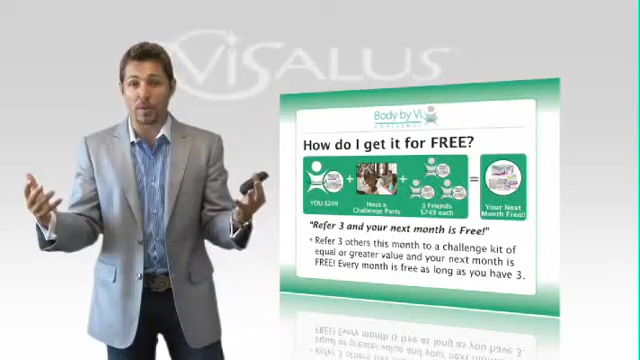 ViSALUS
Body by Vi
CHALLENGE
How do I get it for FREE?
YOU $249
+
Host a
Challenge Party
+
3 Friends
$249 each
=
Your Next
Month Free!!
"Refer 3 and your next month is Free!"
• Refer 3 others this month to a challenge kit of
equal or greater value and your next month is
FREE! Every month is free as long as you have 3.